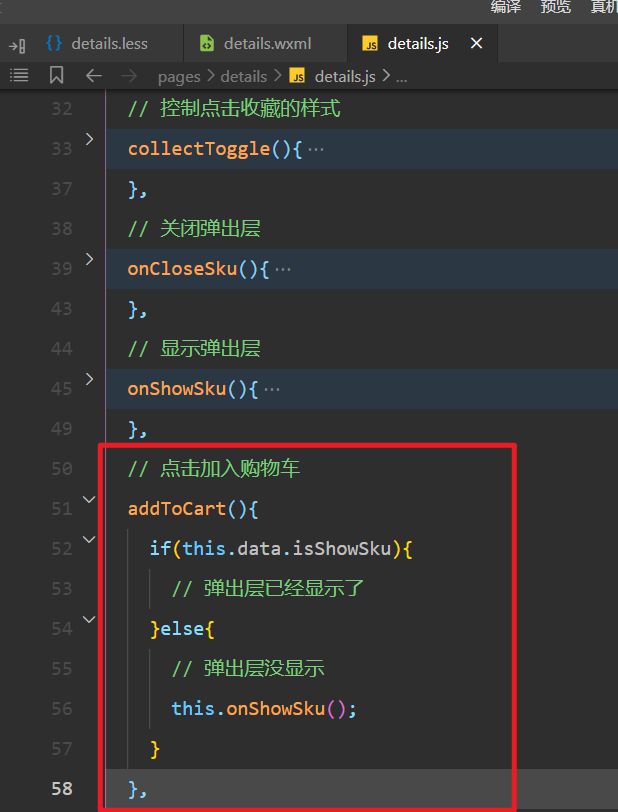 编译 预览 真机
details.less details.wxml JS details.js
pages > details > JS details.js > ...
32 // 控制点击收藏的样式
33 collectToggle(){ ...
37 },
38 // 关闭弹出层
39 onCloseSku(){ ...
43 },
44 // 显示弹出层
45 onShowSku(){ ...
49 },
50 // 点击加入购物车
51 addToCart(){
52 if(this.data.isShowSku){
53 // 弹出层已经显示了
54 }else{
55 // 弹出层没显示
56 this.onShowSku();
57 }
58 },